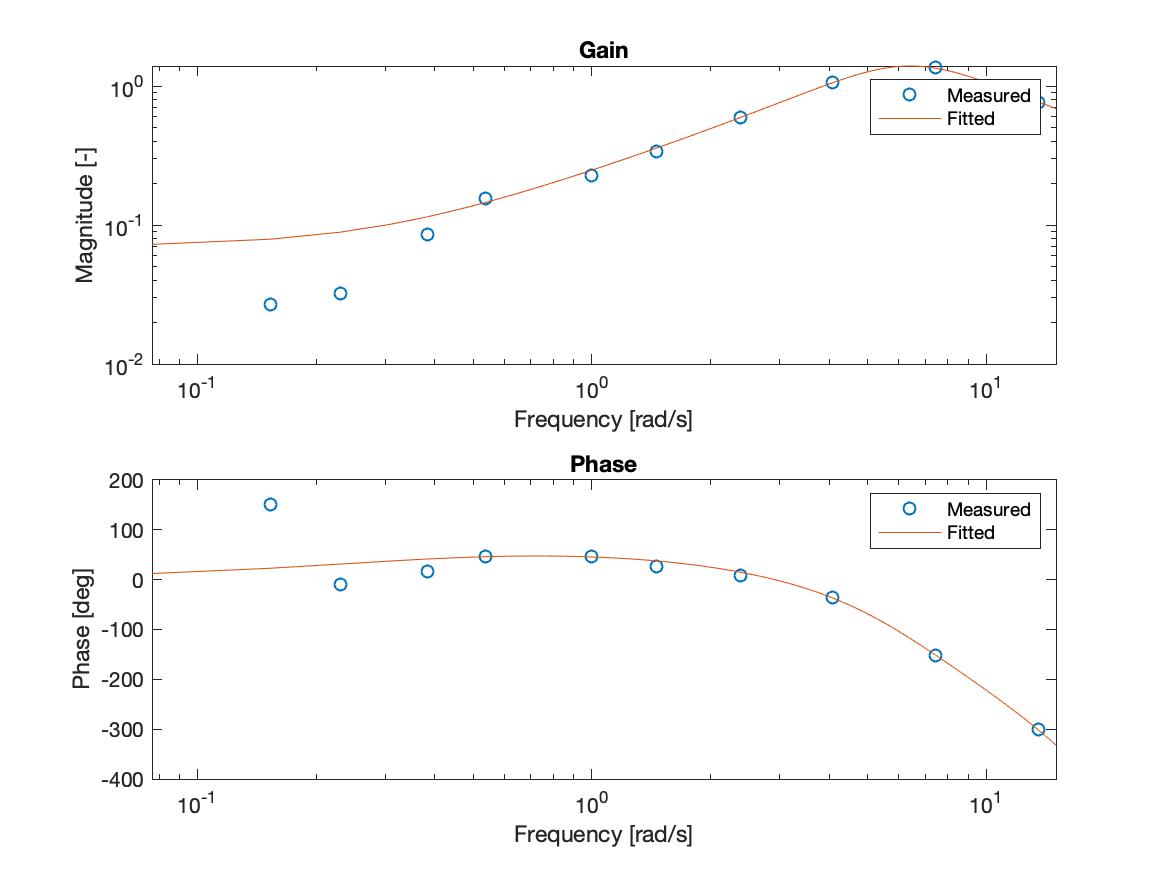 Gain
Magnitude [-]
10^0
10^-1
10^-2
Measured
Fitted
10^-1
10^0
10^1
Frequency [rad/s]
Phase
Phase [deg]
200
100
0
-100
-200
-300
-400
Measured
Fitted
10^-1
10^0
10^1
Frequency [rad/s]